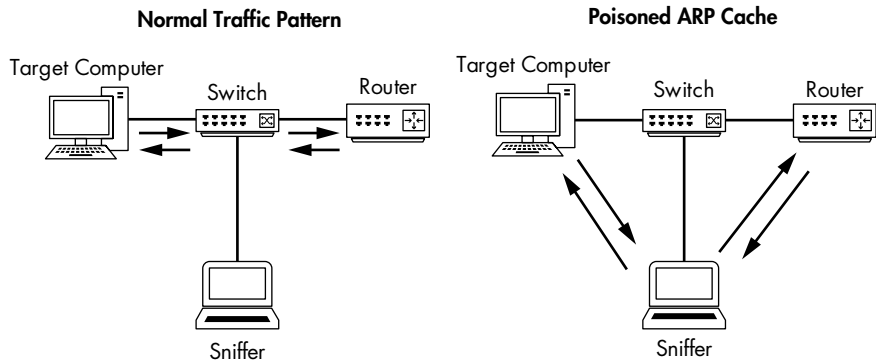 Normal Traffic Pattern
Target Computer
Switch
Router
Sniffer
Poisoned ARP Cache
Target Computer
Switch
Router
Sniffer